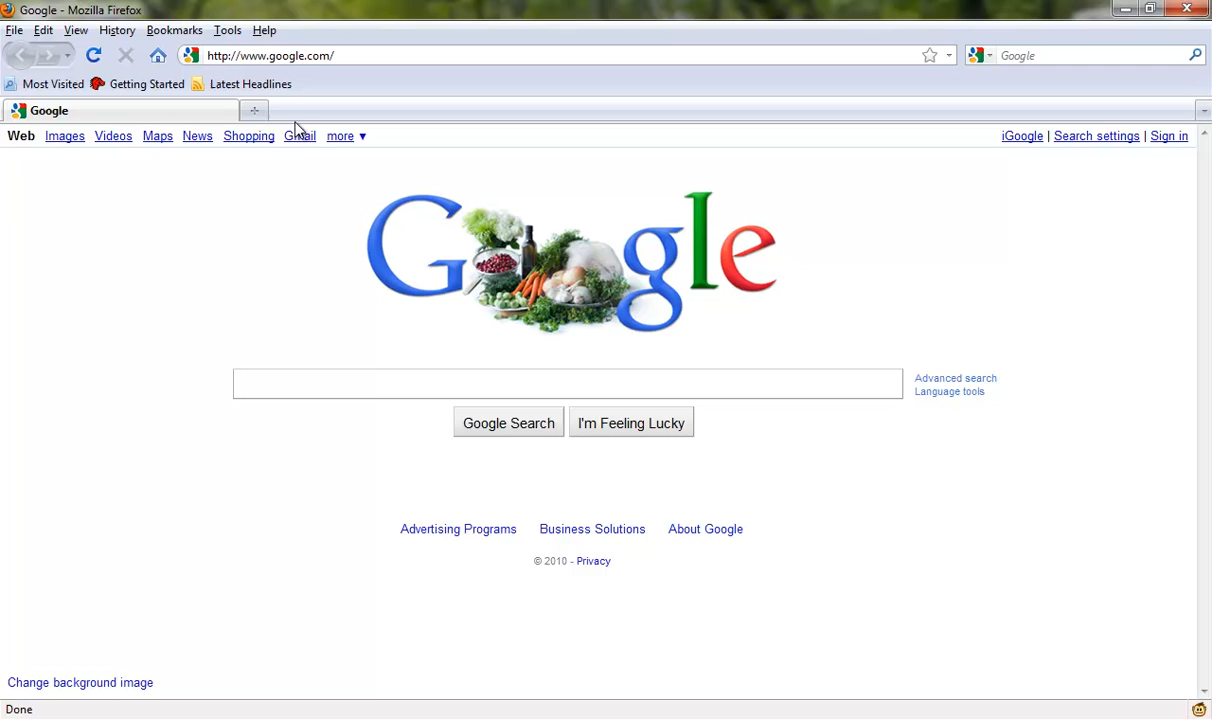 Google - Mozilla Firefox
File Edit View History Bookmarks Tools Help
http://www.google.com/ Google
Most Visited Getting Started Latest Headlines
Google
Web Images Videos Maps News Shopping Gmail more ▼ iGoogle | Search settings | Sign in
Google
Advanced search
Language tools
Google Search I'm Feeling Lucky
Advertising Programs Business Solutions About Google
© 2010 - Privacy
Change background image
Done